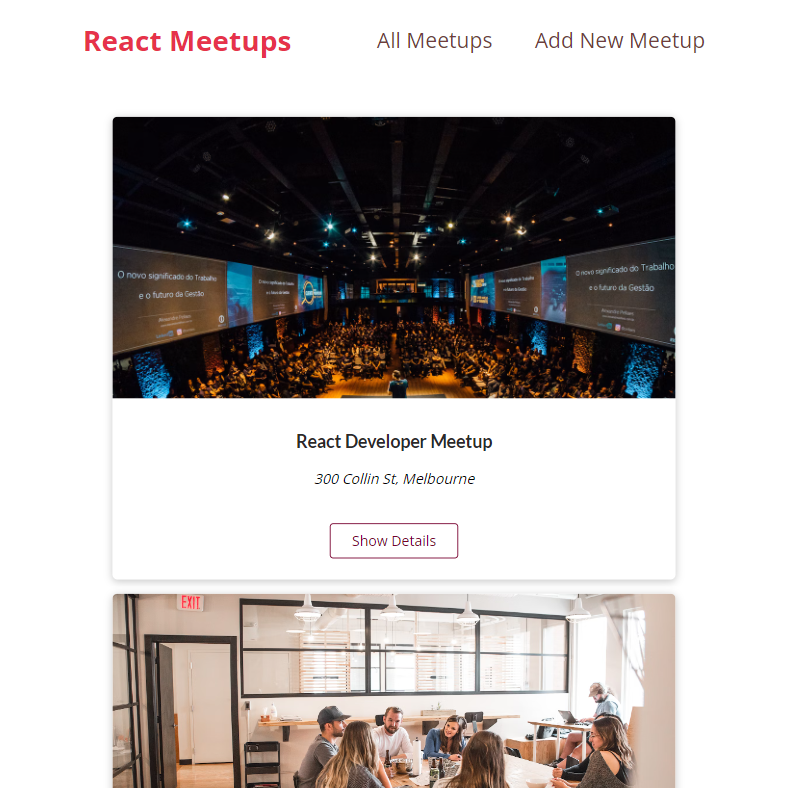 React Meetups
All Meetups
Add New Meetup
O novo significado do Trabalho
e o futuro da Gestão
O novo significado do Trabalho
e o futuro da Gestão
React Developer Meetup
300 Collin St, Melbourne
Show Details
EXIT